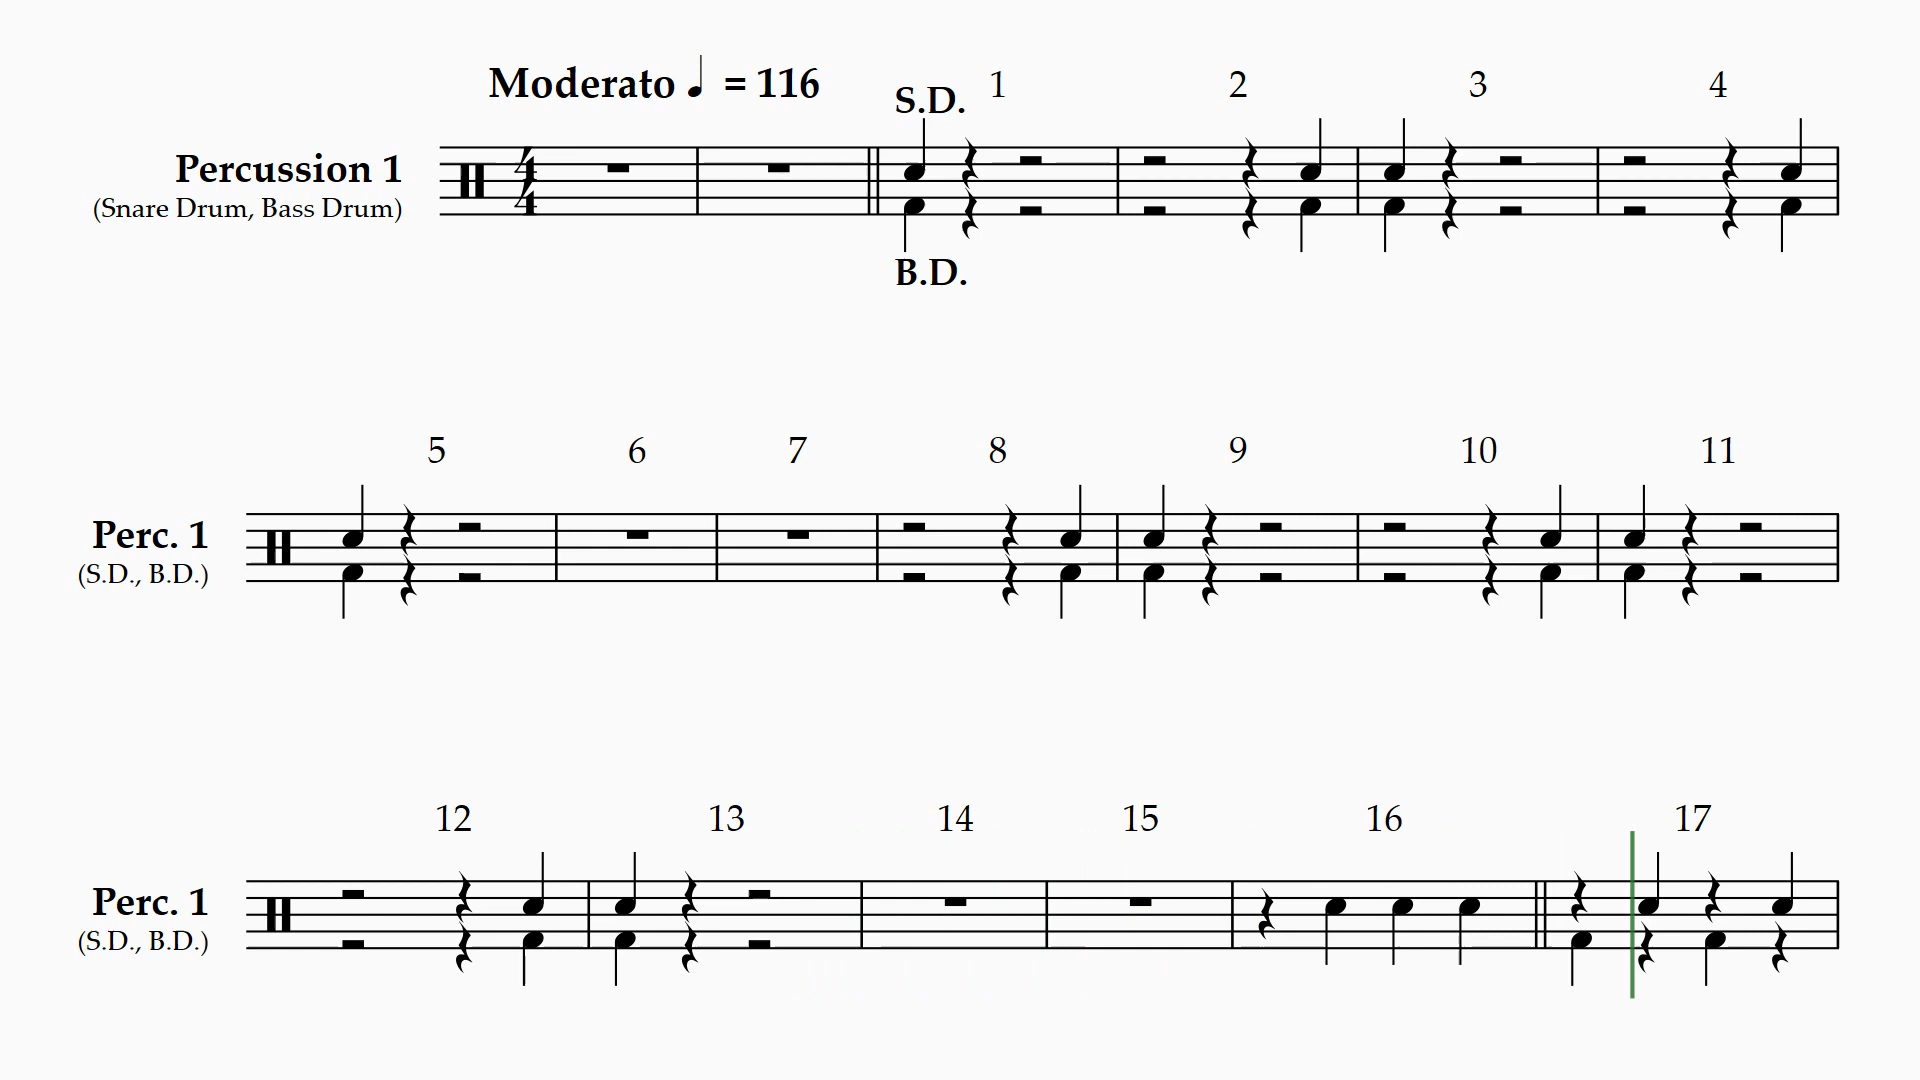 Moderato ♩ = 116
S.D. 1 2 3 4
Percussion 1
(Snare Drum, Bass Drum)
B.D.
5 6 7 8 9 10 11
Perc. 1
(S.D., B.D.)
12 13 14 15 16 17
Perc. 1
(S.D., B.D.)